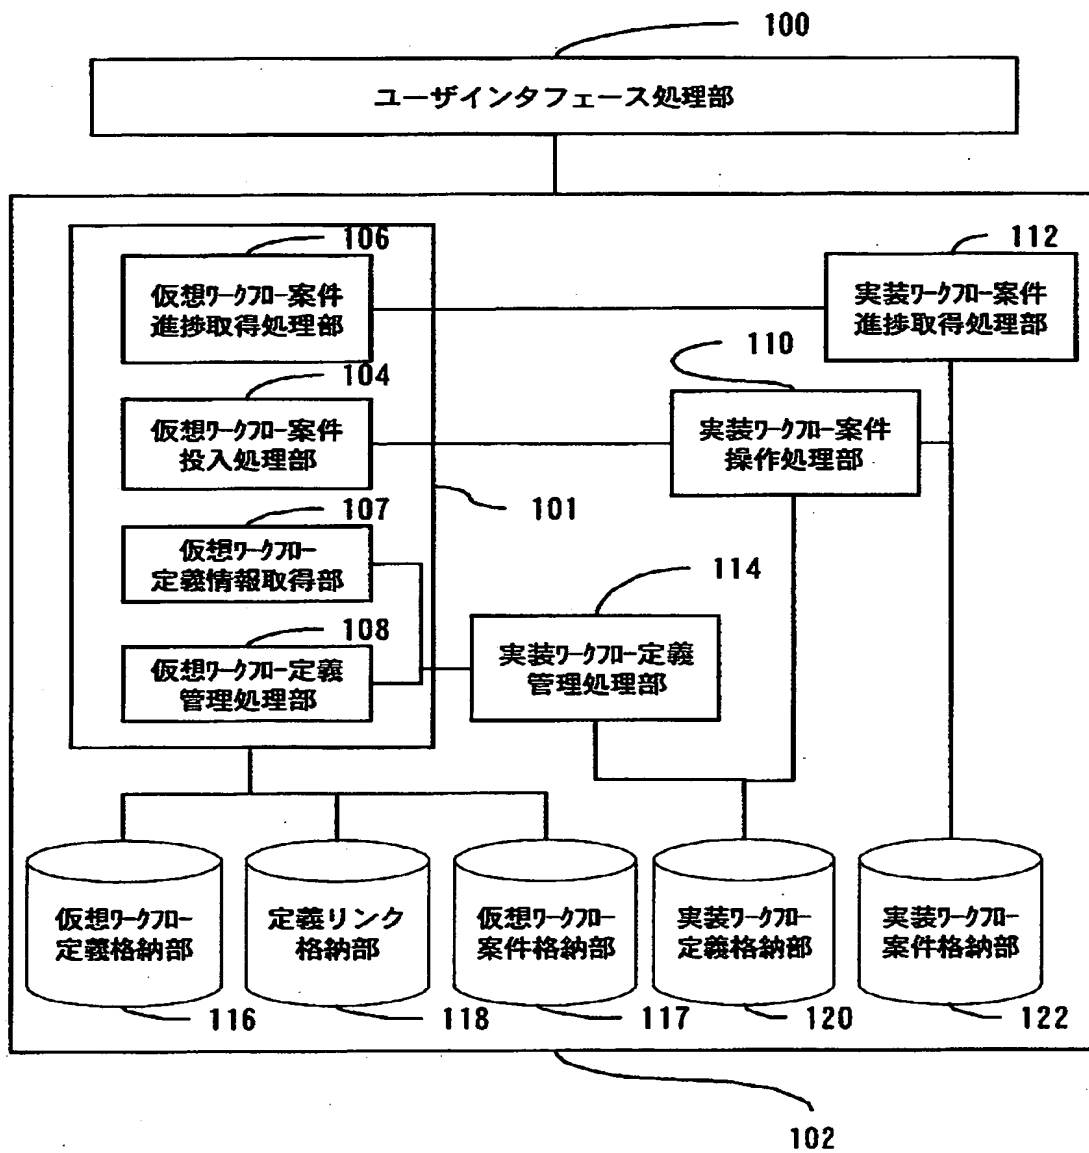 100
ユーザインタフェース処理部
106
仮想ﾜｰｸﾌﾛｰ案件
進捗取得処理部
112
実装ﾜｰｸﾌﾛｰ案件
進捗取得処理部
104
仮想ﾜｰｸﾌﾛｰ案件
投入処理部
110
実装ﾜｰｸﾌﾛｰ案件
操作処理部
101
107
仮想ﾜｰｸﾌﾛｰ
定義情報取得部
108
仮想ﾜｰｸﾌﾛｰ定義
管理処理部
114
実装ﾜｰｸﾌﾛｰ定義
管理処理部
仮想ﾜｰｸﾌﾛｰ
定義格納部
116
定義リンク
格納部
118
仮想ﾜｰｸﾌﾛｰ
案件格納部
117
実装ﾜｰｸﾌﾛｰ
定義格納部
120
実装ﾜｰｸﾌﾛｰ
案件格納部
122
102